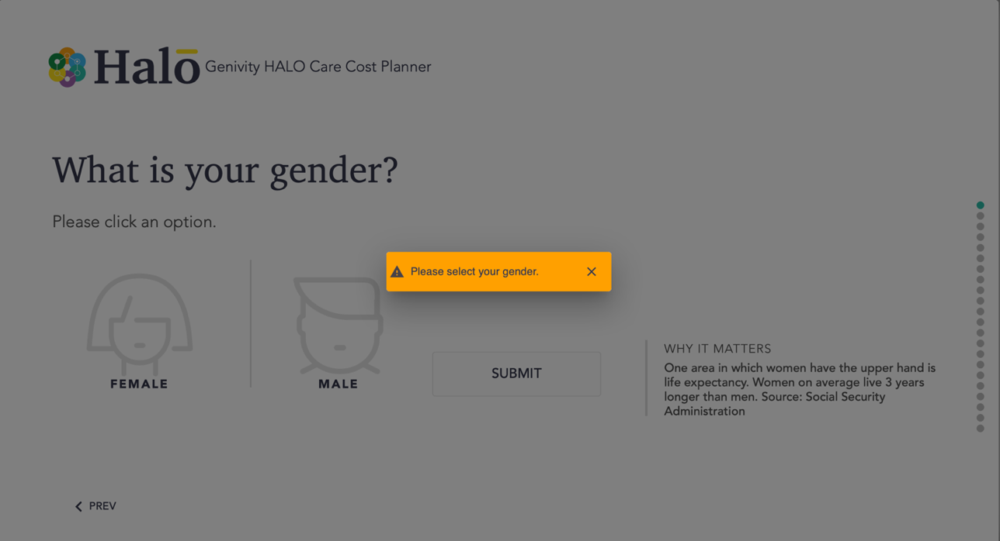 Halō Genivity HALO Care Cost Planner
What is your gender?
Please click an option.
Please select your gender.
FEMALE
MALE
SUBMIT
WHY IT MATTERS
One area in which women have the upper hand is
life expectancy. Women on average live 3 years
longer than men. Source: Social Security
Administration
PREV